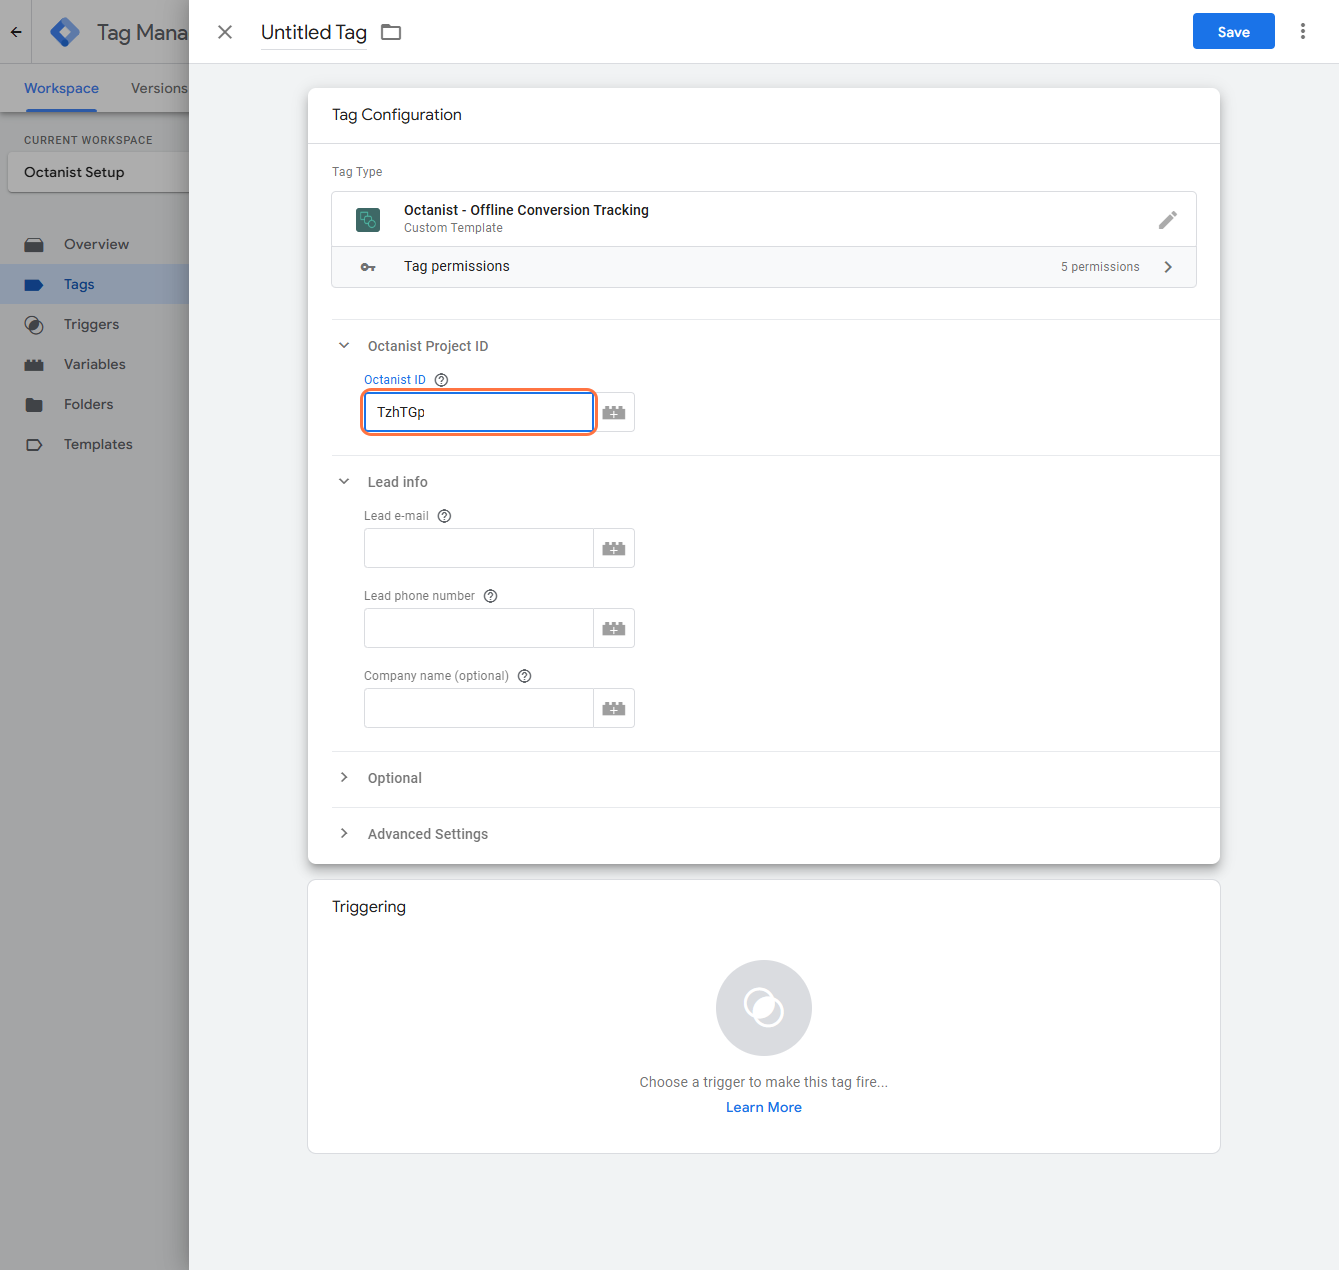 Tag Mana
Untitled Tag
Save
Workspace
Versions
CURRENT WORKSPACE
Octanist Setup
Overview
Tags
Triggers
Variables
Folders
Templates
Tag Configuration
Tag Type
Octanist - Offline Conversion Tracking
Custom Template
Tag permissions
5 permissions
Octanist Project ID
Octanist ID
TzhTGp
Lead info
Lead e-mail
Lead phone number
Company name (optional)
Optional
Advanced Settings
Triggering
Choose a trigger to make this tag fire...
Learn More